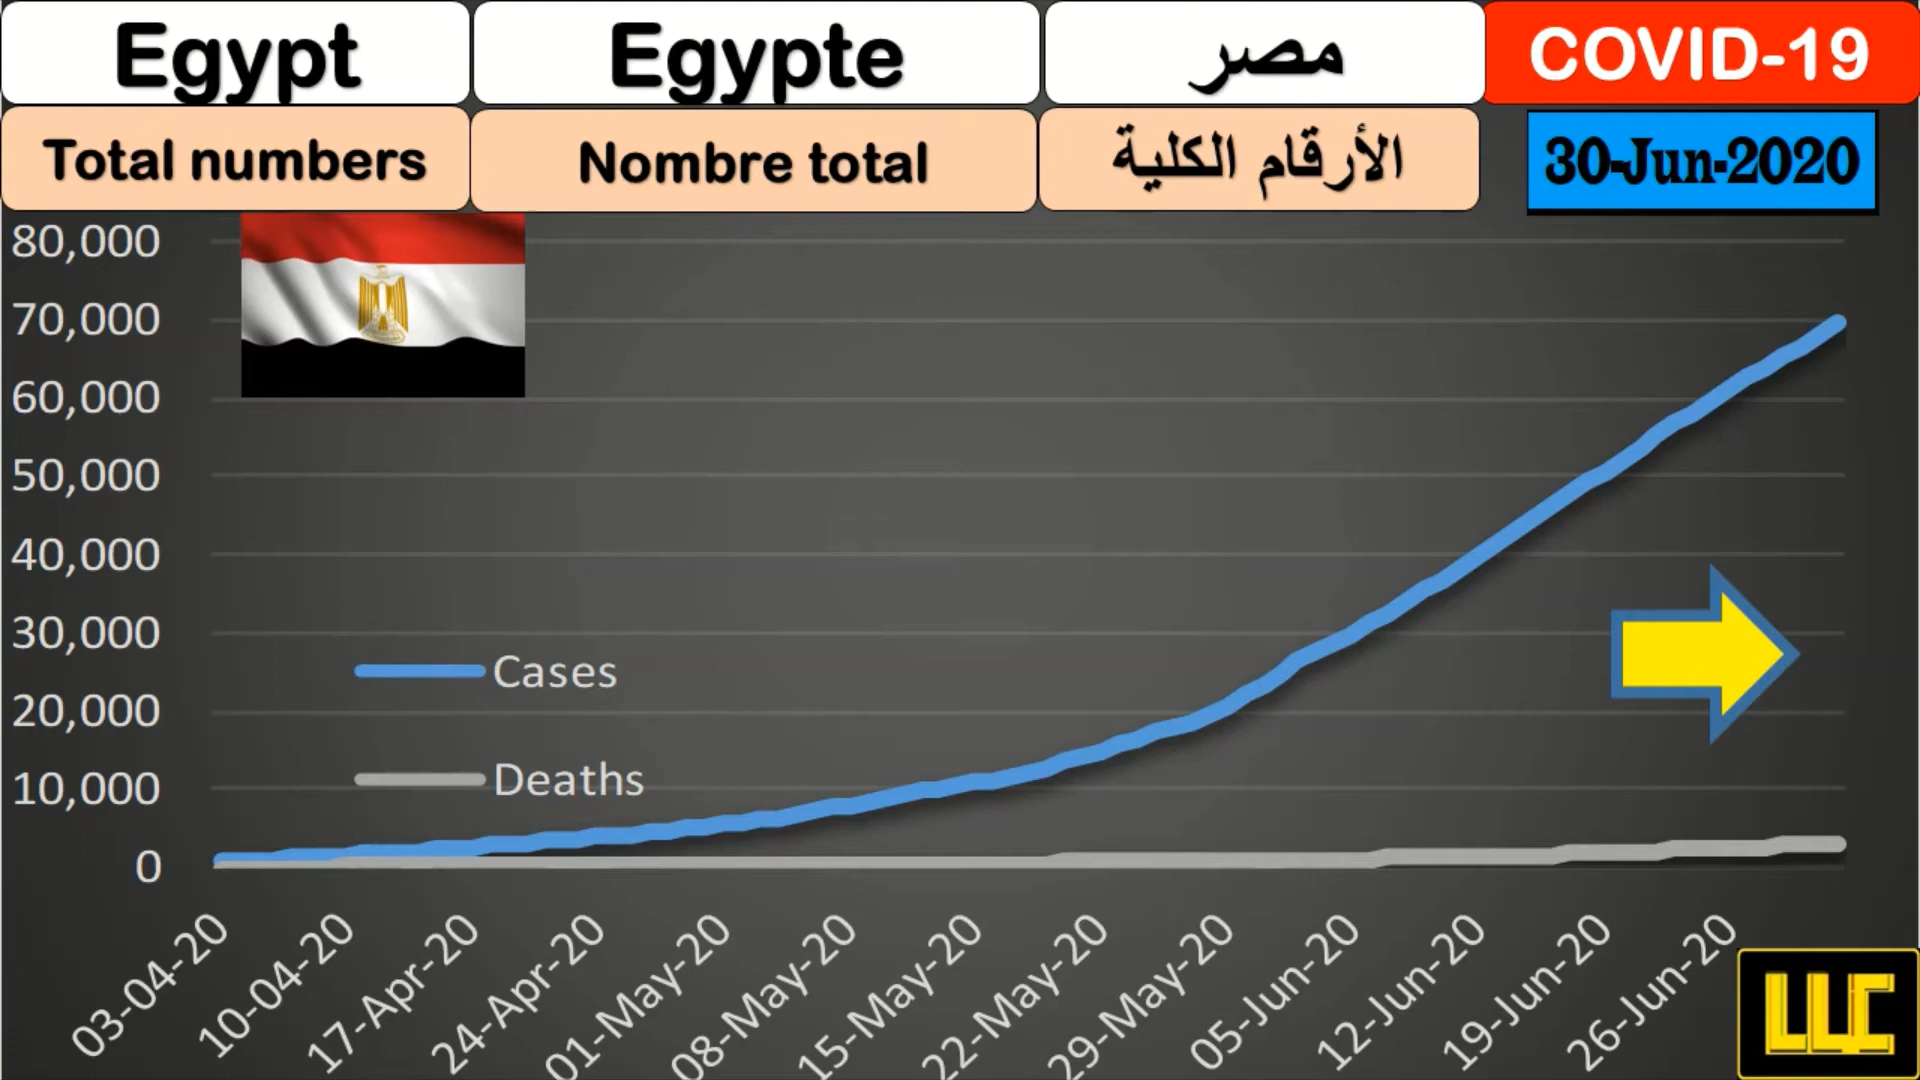 Egypt
Egypte
مصر
COVID-19
Total numbers
Nombre total
الأرقام الكلية
30-Jun-2020
80,000
70,000
60,000
50,000
40,000
30,000
20,000
10,000
0
Cases
Deaths
03-04-20
10-04-20
17-Apr-20
24-Apr-20
01-May-20
08-May-20
15-May-20
22-May-20
29-May-20
05-Jun-20
12-Jun-20
19-Jun-20
26-Jun-20
LLC